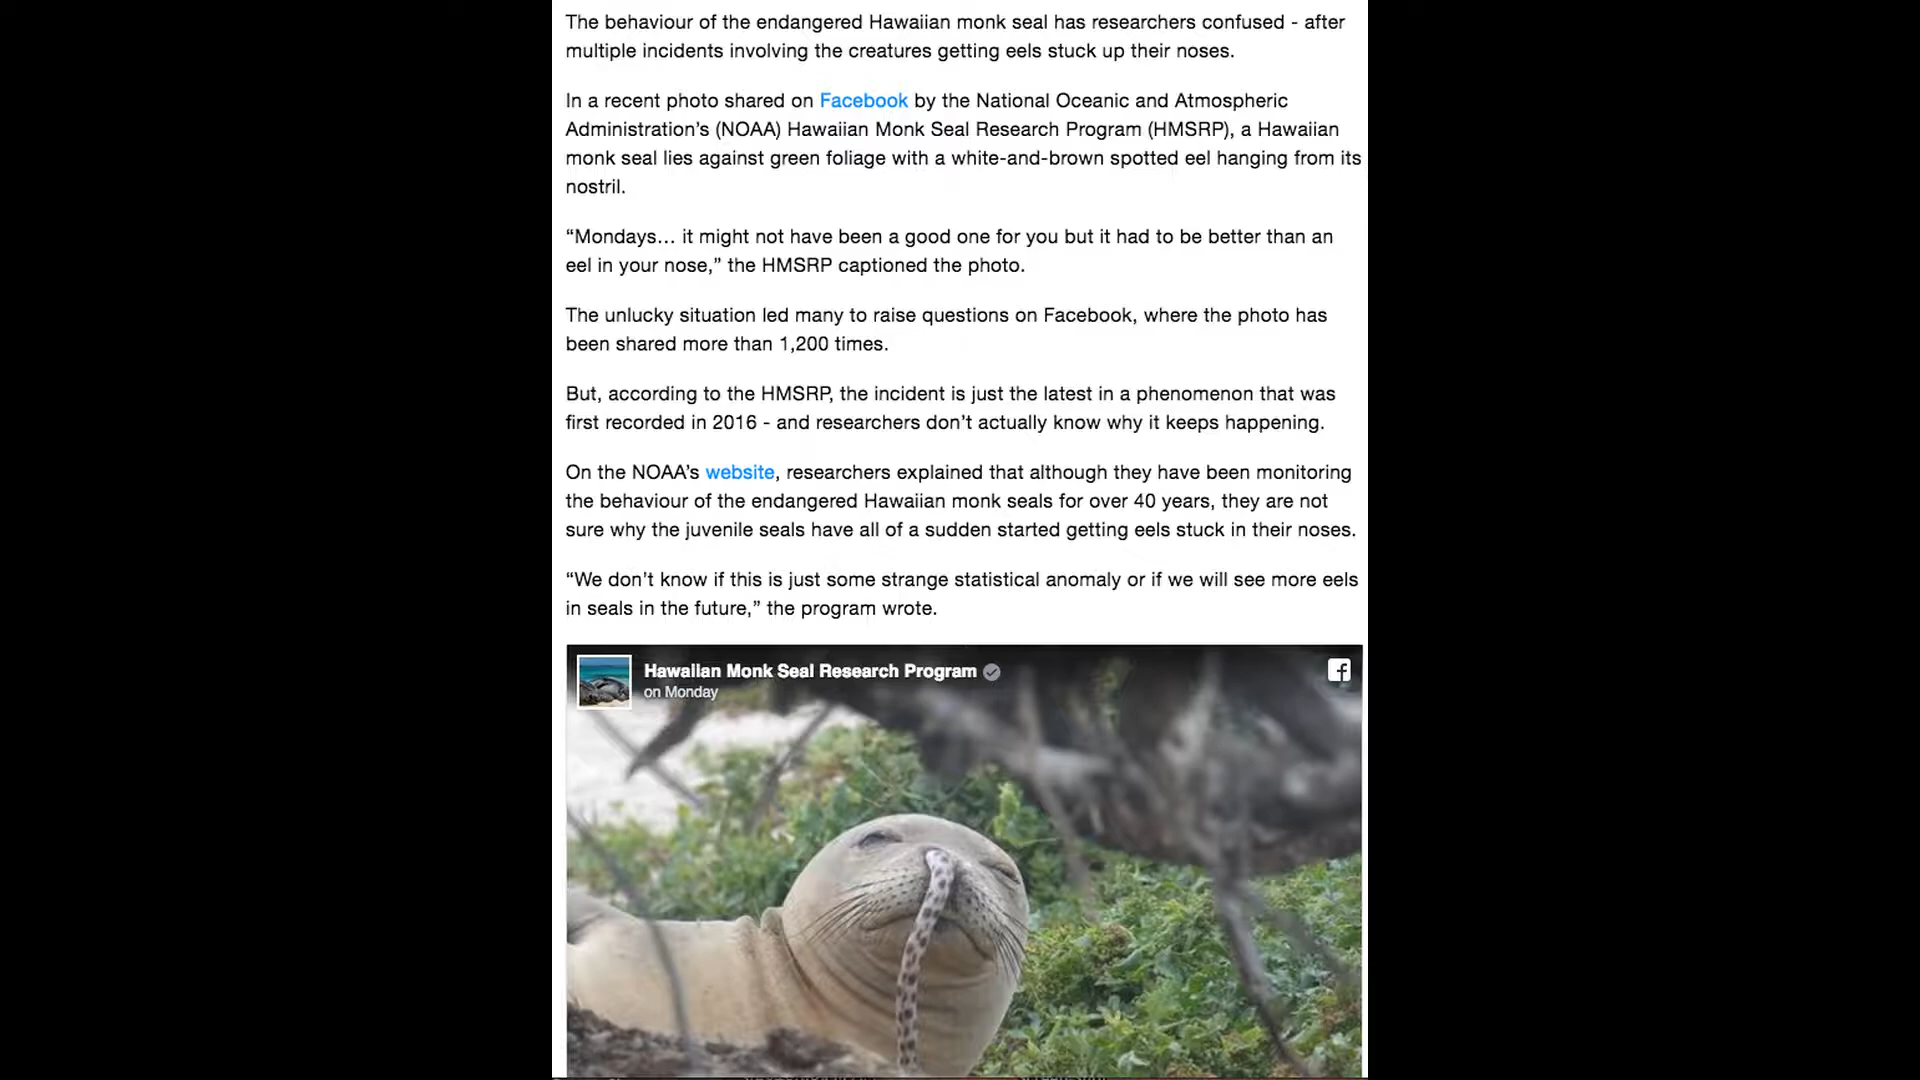 The behaviour of the endangered Hawaiian monk seal has researchers confused - after
multiple incidents involving the creatures getting eels stuck up their noses.
In a recent photo shared on Facebook by the National Oceanic and Atmospheric
Administration’s (NOAA) Hawaiian Monk Seal Research Program (HMSRP), a Hawaiian
monk seal lies against green foliage with a white-and-brown spotted eel hanging from its
nostril.
“Mondays… it might not have been a good one for you but it had to be better than an
eel in your nose,” the HMSRP captioned the photo.
The unlucky situation led many to raise questions on Facebook, where the photo has
been shared more than 1,200 times.
But, according to the HMSRP, the incident is just the latest in a phenomenon that was
first recorded in 2016 - and researchers don’t actually know why it keeps happening.
On the NOAA’s website, researchers explained that although they have been monitoring
the behaviour of the endangered Hawaiian monk seals for over 40 years, they are not
sure why the juvenile seals have all of a sudden started getting eels stuck in their noses.
“We don’t know if this is just some strange statistical anomaly or if we will see more eels
in seals in the future,” the program wrote.
Hawaiian Monk Seal Research Program
on Monday